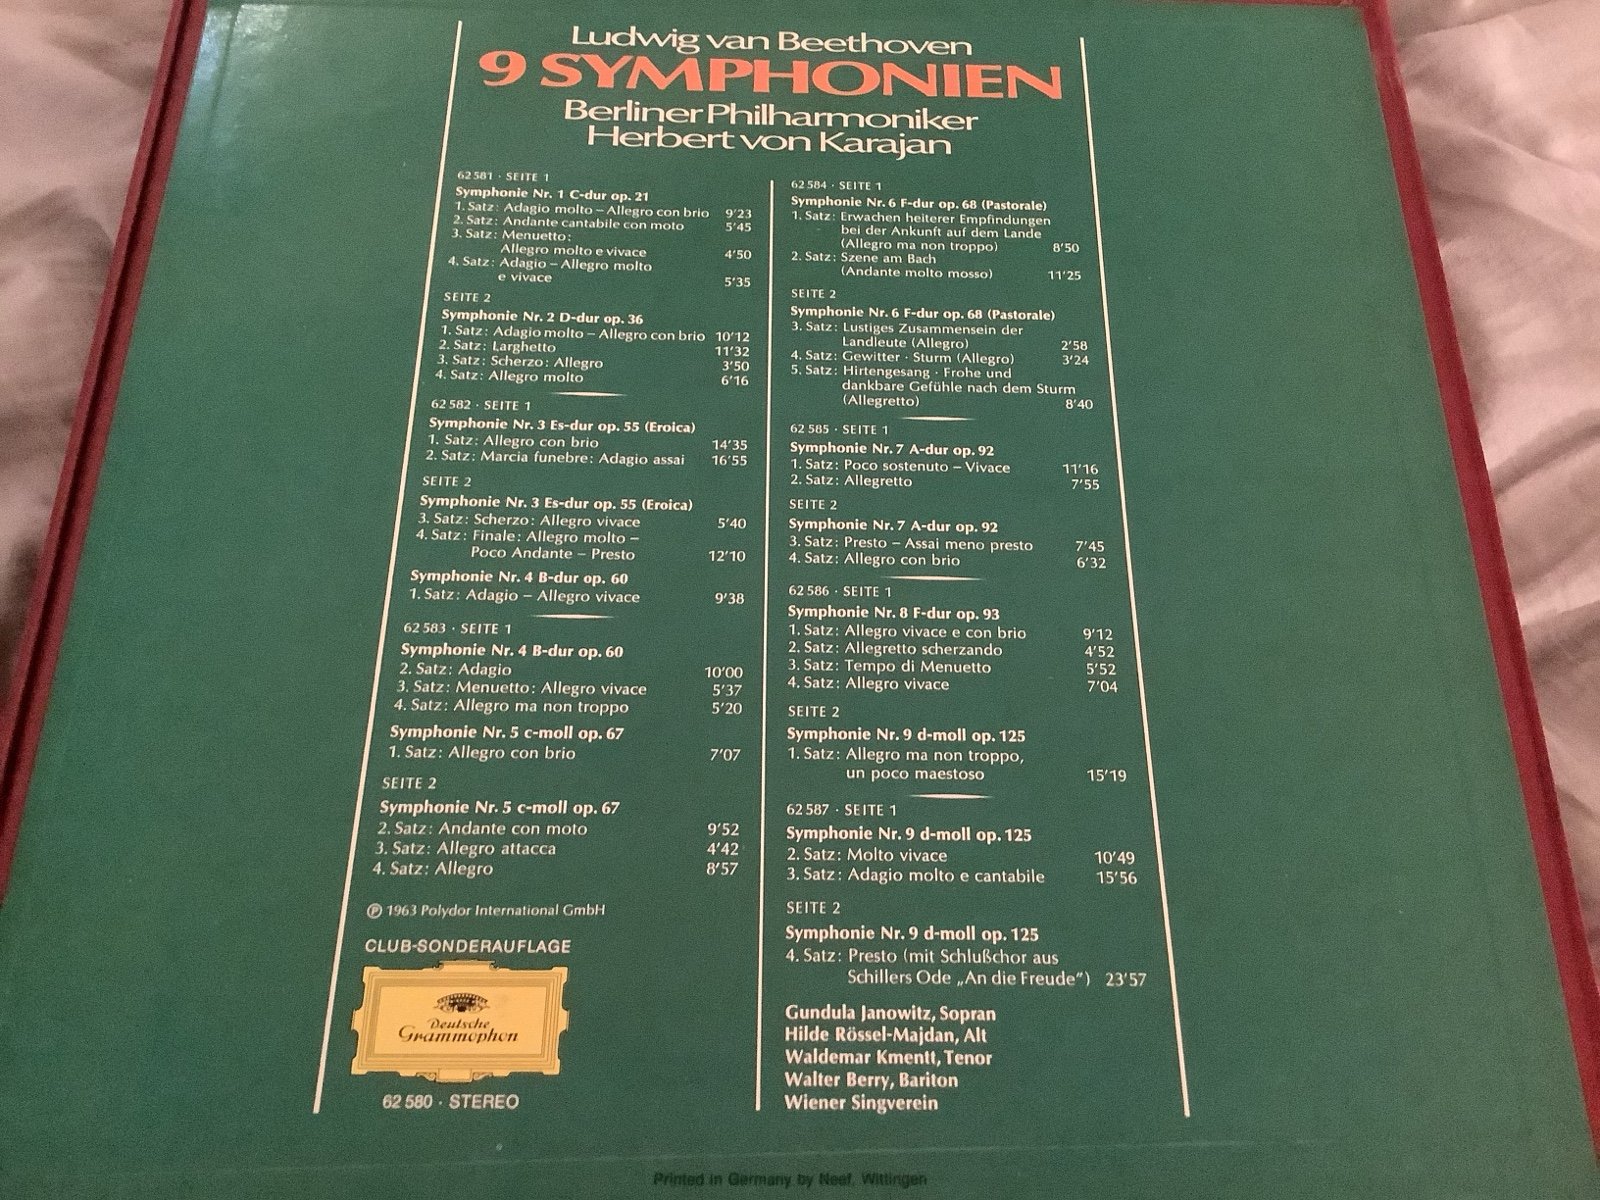 Ludwig van Beethoven
9 SYMPHONIEN
Berliner Philharmoniker
Herbert von Karajan
62 581 · SEITE 1
Symphonie Nr. 1 C-dur op. 21
1. Satz: Adagio molto – Allegro con brio 9'23
2. Satz: Andante cantabile con moto 5'45
3. Satz: Menuetto:
Allegro molto e vivace 4'50
4. Satz: Adagio – Allegro molto
e vivace 5'35
SEITE 2
Symphonie Nr. 2 D-dur op. 36
1. Satz: Adagio molto – Allegro con brio 10'12
2. Satz: Larghetto 11'32
3. Satz: Scherzo: Allegro 3'50
4. Satz: Allegro molto 6'16
62 582 · SEITE 1
Symphonie Nr. 3 Es-dur op. 55 (Eroica)
1. Satz: Allegro con brio 14'35
2. Satz: Marcia funebre: Adagio assai 16'55
SEITE 2
Symphonie Nr. 3 Es-dur op. 55 (Eroica)
3. Satz: Scherzo: Allegro vivace 5'40
4. Satz: Finale: Allegro molto –
Poco Andante – Presto 12'10
Symphonie Nr. 4 B-dur op. 60
1. Satz: Adagio – Allegro vivace 9'38
62 583 · SEITE 1
Symphonie Nr. 4 B-dur op. 60
2. Satz: Adagio 10'00
3. Satz: Menuetto: Allegro vivace 5'37
4. Satz: Allegro ma non troppo 5'20
Symphonie Nr. 5 c-moll op. 67
1. Satz: Allegro con brio 7'07
SEITE 2
Symphonie Nr. 5 c-moll op. 67
2. Satz: Andante con moto 9'52
3. Satz: Allegro attacca 4'42
4. Satz: Allegro 8'57
℗ 1963 Polydor International GmbH
CLUB-SONDERAUFLAGE
Deutsche
Grammophon
62 580 · STEREO
62 584 · SEITE 1
Symphonie Nr. 6 F-dur op. 68 (Pastorale)
1. Satz: Erwachen heiterer Empfindungen
bei der Ankunft auf dem Lande
(Allegro ma non troppo) 8'50
2. Satz: Szene am Bach
(Andante molto mosso) 11'25
SEITE 2
Symphonie Nr. 6 F-dur op. 68 (Pastorale)
3. Satz: Lustiges Zusammensein der
Landleute (Allegro) 2'58
4. Satz: Gewitter · Sturm (Allegro) 3'24
5. Satz: Hirtengesang · Frohe und
dankbare Gefühle nach dem Sturm
(Allegretto) 8'40
62 585 · SEITE 1
Symphonie Nr. 7 A-dur op. 92
1. Satz: Poco sostenuto – Vivace 11'16
2. Satz: Allegretto 7'55
SEITE 2
Symphonie Nr. 7 A-dur op. 92
3. Satz: Presto – Assai meno presto 7'45
4. Satz: Allegro con brio 6'32
62 586 · SEITE 1
Symphonie Nr. 8 F-dur op. 93
1. Satz: Allegro vivace e con brio 9'12
2. Satz: Allegretto scherzando 4'52
3. Satz: Tempo di Menuetto 5'52
4. Satz: Allegro vivace 7'04
SEITE 2
Symphonie Nr. 9 d-moll op. 125
1. Satz: Allegro ma non troppo,
un poco maestoso 15'19
62 587 · SEITE 1
Symphonie Nr. 9 d-moll op. 125
2. Satz: Molto vivace 10'49
3. Satz: Adagio molto e cantabile 15'56
SEITE 2
Symphonie Nr. 9 d-moll op. 125
4. Satz: Presto (mit Schlußchor aus
Schillers Ode „An die Freude“) 23'57
Gundula Janowitz, Sopran
Hilde Rössel-Majdan, Alt
Waldemar Kmentt, Tenor
Walter Berry, Bariton
Wiener Singverein
Printed in Germany by Neef, Wittingen